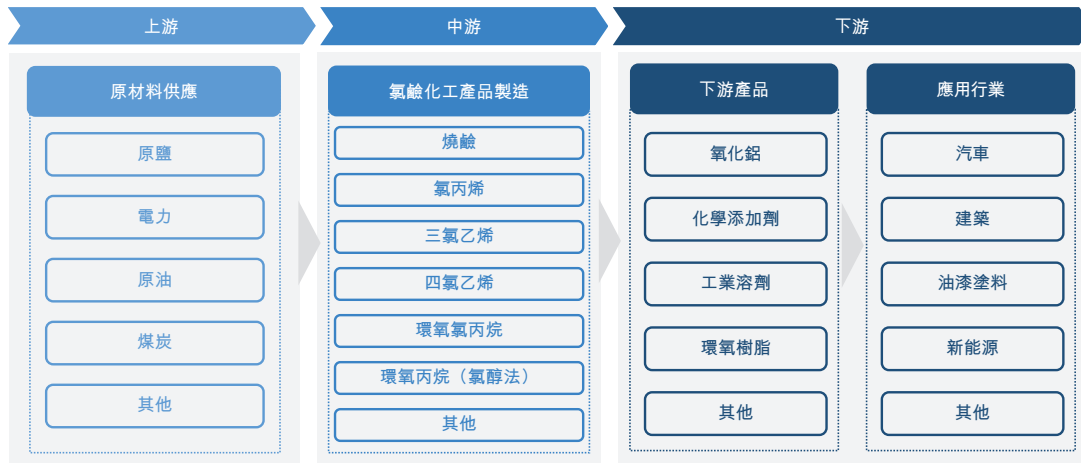 上游
中游
下游
原材料供應
原鹽
電力
原油
煤炭
其他
氯鹼化工產品製造
燒鹼
氯丙烯
三氯乙烯
四氯乙烯
環氧氯丙烷
環氧丙烷（氯醇法）
其他
下游產品
氧化鋁
化學添加劑
工業溶劑
環氧樹脂
其他
應用行業
汽車
建築
油漆塗料
新能源
其他